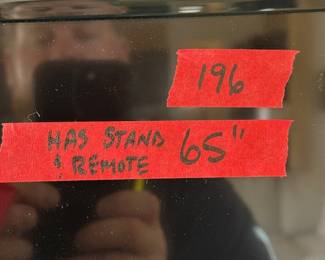 196
HAS STAND
& REMOTE 65"